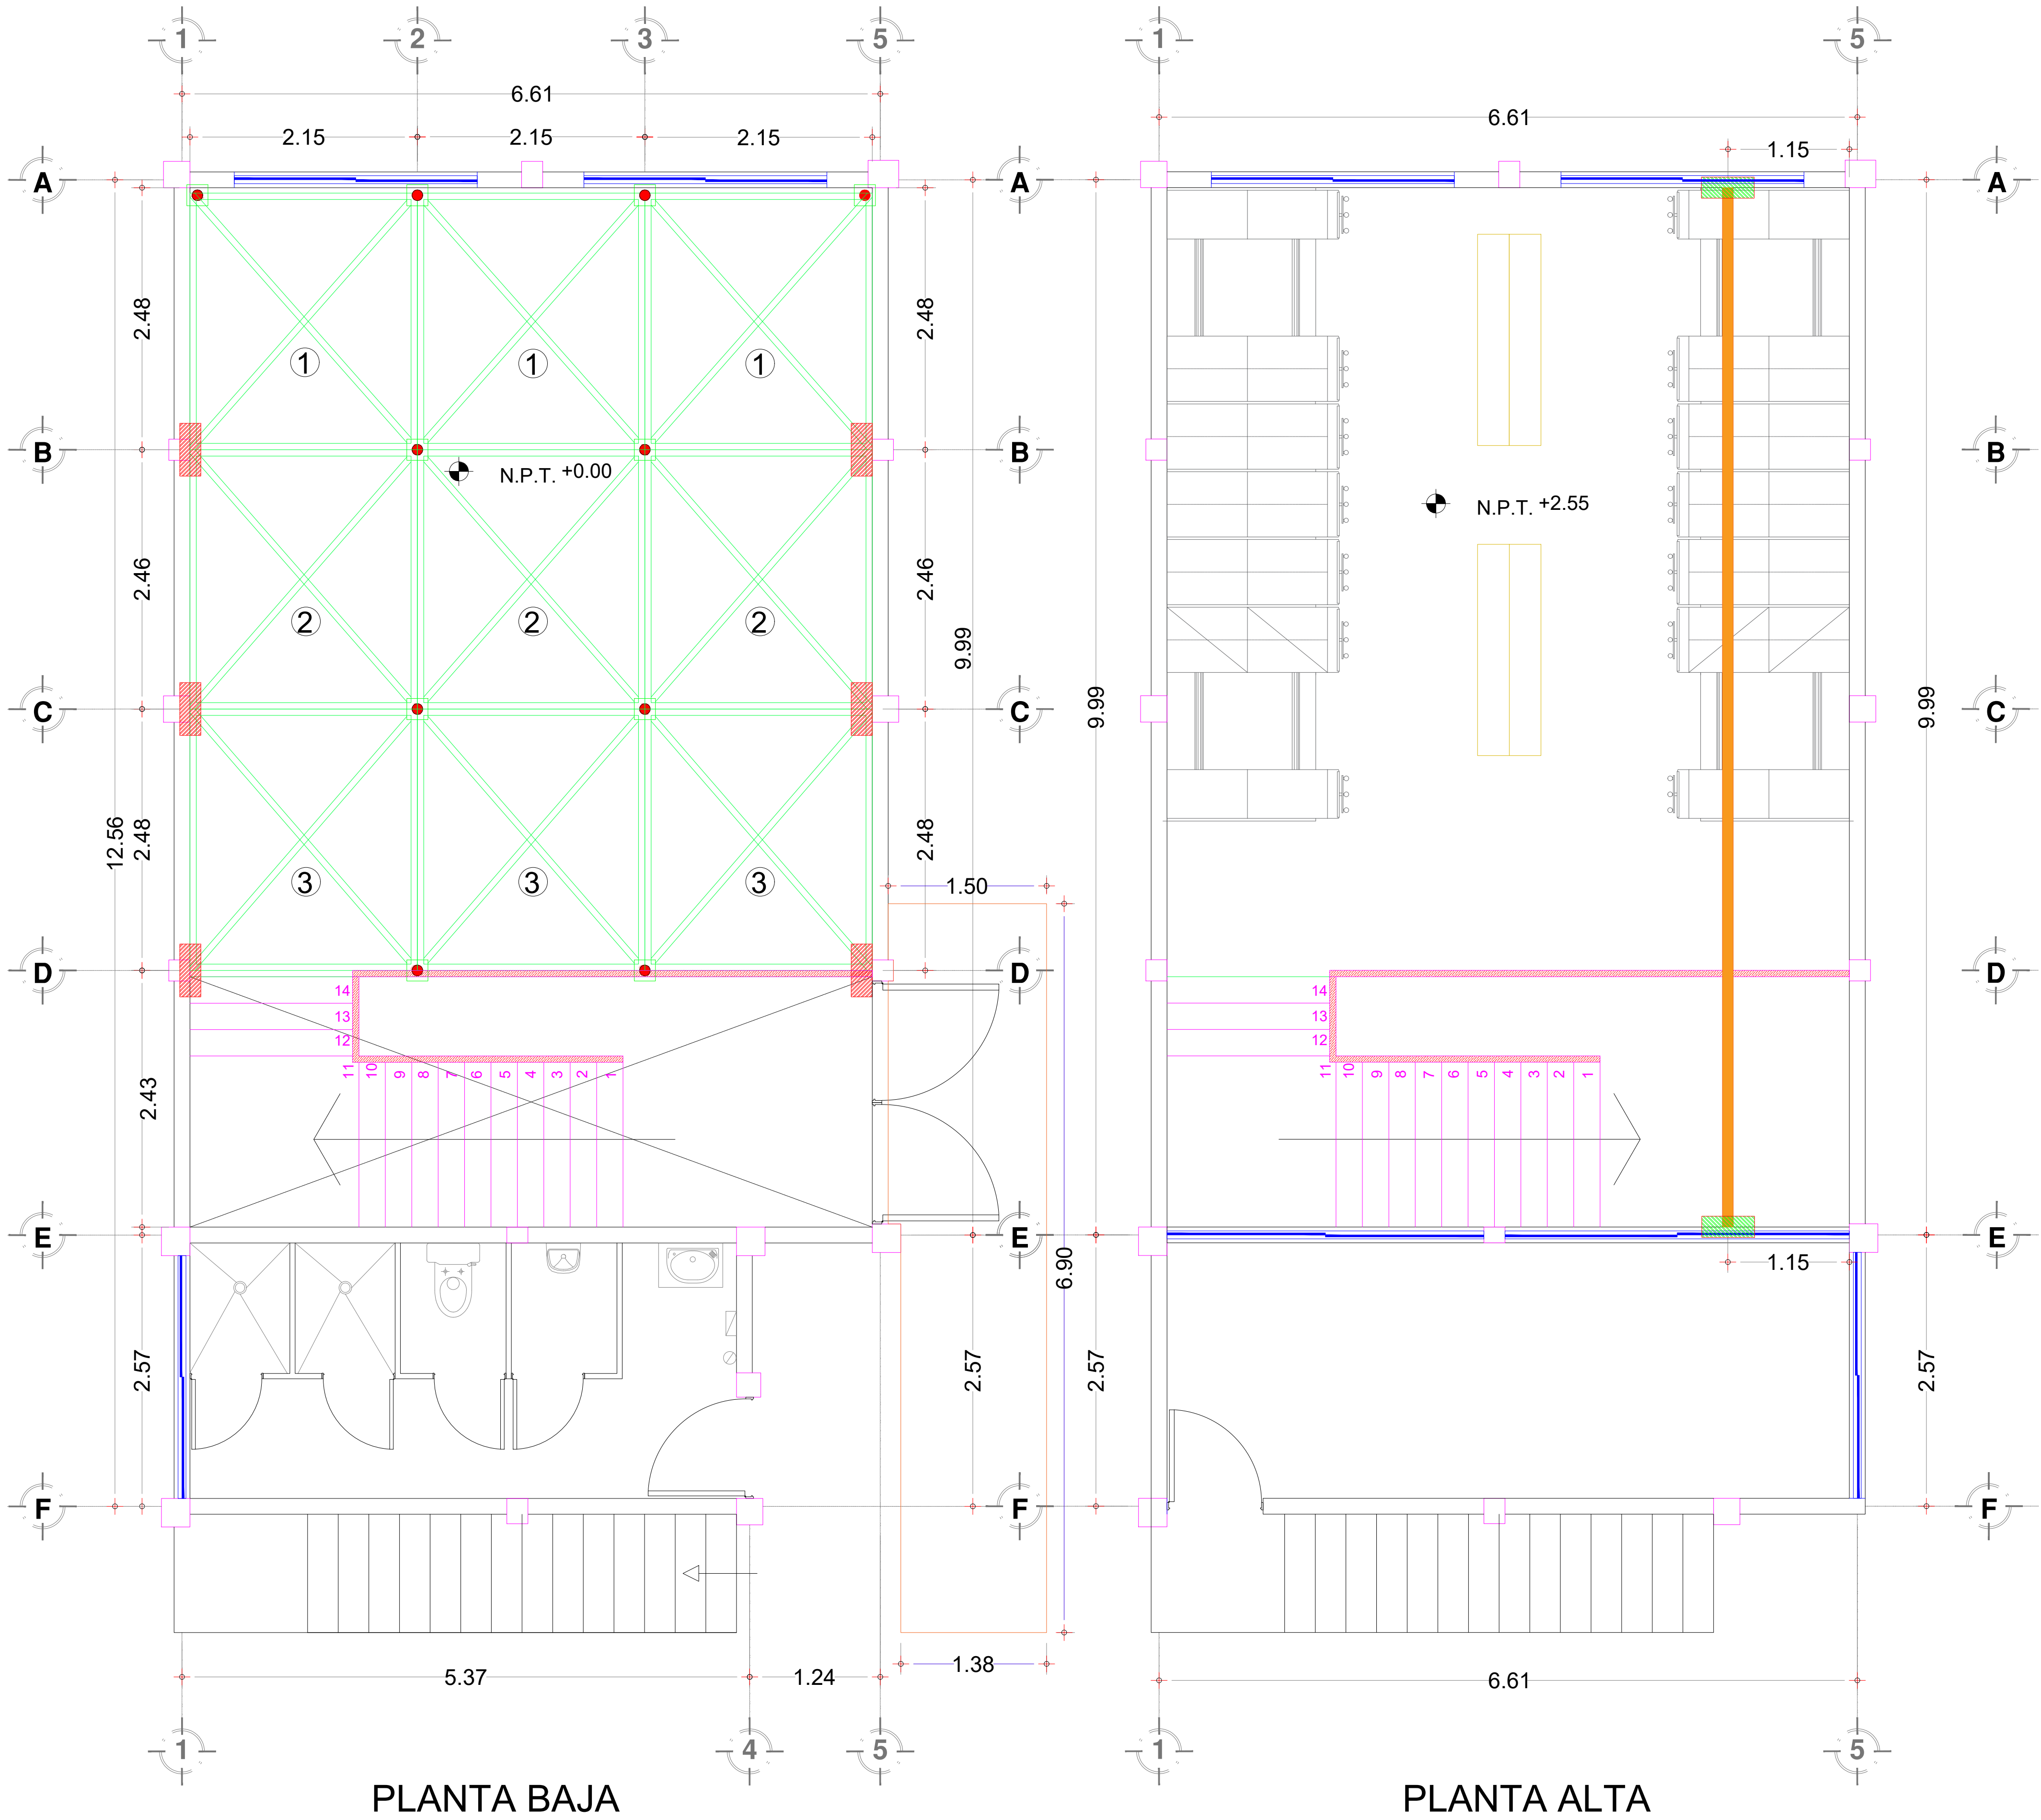 1 2 3 5 1 5
6.61
6.61
2.15 2.15 2.15
1.15
A A A
2.48 2.48
1 1 1
B B B
N.P.T. +0.00
N.P.T. +2.55
2.46 2.46
2 2 2
9.99
9.99 9.99
C C C
12.56
2.48 2.48
3 3 3
1.50
D D D
14 14
13 13
12 12
11 10 9 8 7 6 5 4 3 2 1
11 10 9 8 7 6 5 4 3 2 1
2.43
E E E
6.90
1.15
2.57 2.57 2.57 2.57
F F F
5.37 1.24 1.38
6.61
1 4 5 1 5
PLANTA BAJA
PLANTA ALTA